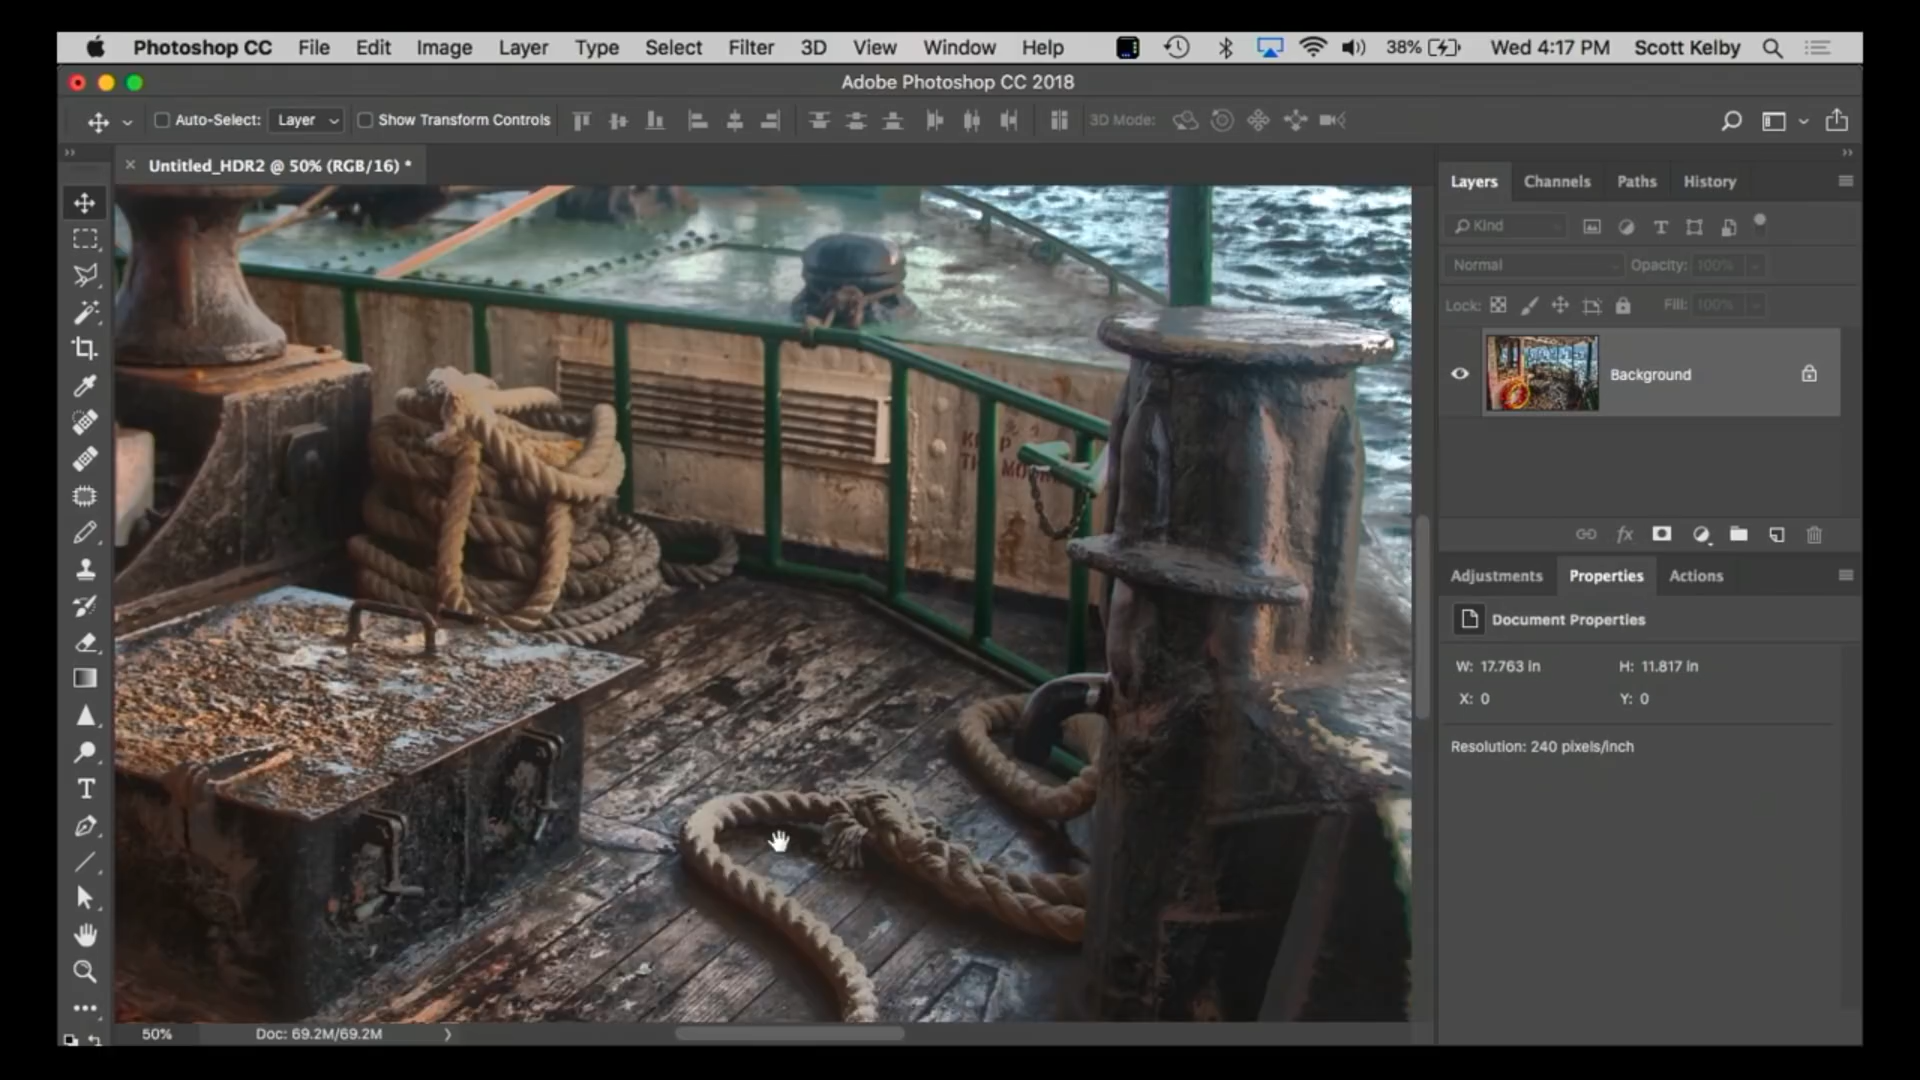 Photoshop CC File Edit Image Layer Type Select Filter 3D View Window Help 38% Wed 4:17 PM Scott Kelby
Adobe Photoshop CC 2018
Auto-Select: Layer Show Transform Controls 3D Mode:
× Untitled_HDR2 @ 50% (RGB/16) *
Layers Channels Paths History
Kind
Normal Opacity: 100%
Lock: Fill: 100%
Background
Adjustments Properties Actions
Document Properties
W: 17.763 in H: 11.817 in
X: 0 Y: 0
Resolution: 240 pixels/inch
50% Doc: 69.2M/69.2M